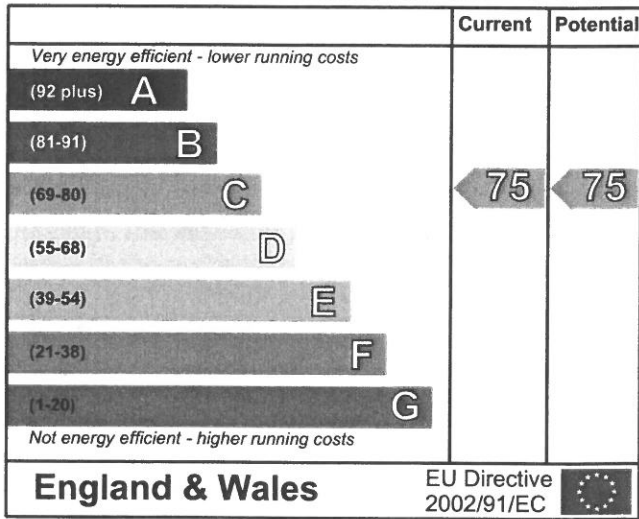 Current Potential
Very energy efficient - lower running costs
(92 plus) A
(81-91) B
(69-80) C 75 75
(55-68) D
(39-54) E
(21-38) F
(1-20) G
Not energy efficient - higher running costs
England & Wales
EU Directive
2002/91/EC